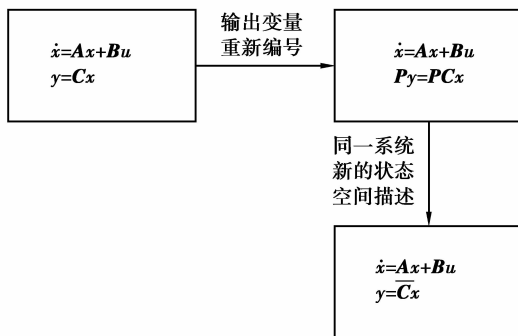 ẋ=Ax+Bu
y=Cx
输出变量
重新编号
ẋ=Ax+Bu
Py=PCx
同一系统
新的状态
空间描述
ẋ=Ax+Bu
y=C̅x